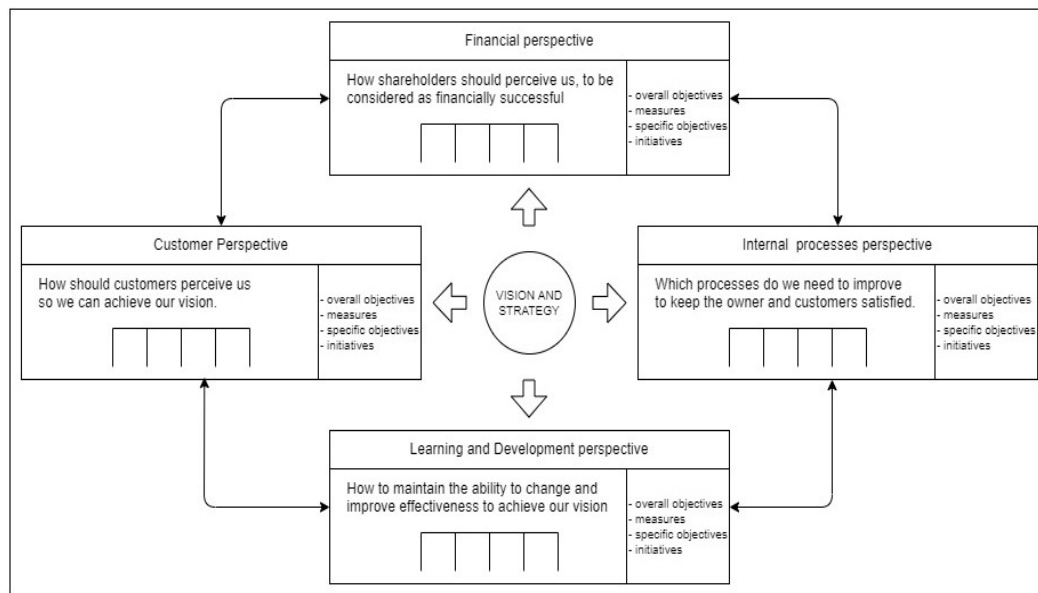 Financial perspective
How shareholders should perceive us, to be
considered as financially successful
- overall objectives
- measures
- specific objectives
- initiatives
Customer Perspective
How should customers perceive us
so we can achieve our vision.
- overall objectives
- measures
- specific objectives
- initiatives
VISION AND
STRATEGY
Internal  processes perspective
Which processes do we need to improve
to keep the owner and customers satisfied.
- overall objectives
- measures
- specific objectives
- initiatives
Learning and Development perspective
How to maintain the ability to change and
improve effectiveness to achieve our vision
- overall objectives
- measures
- specific objectives
- initiatives